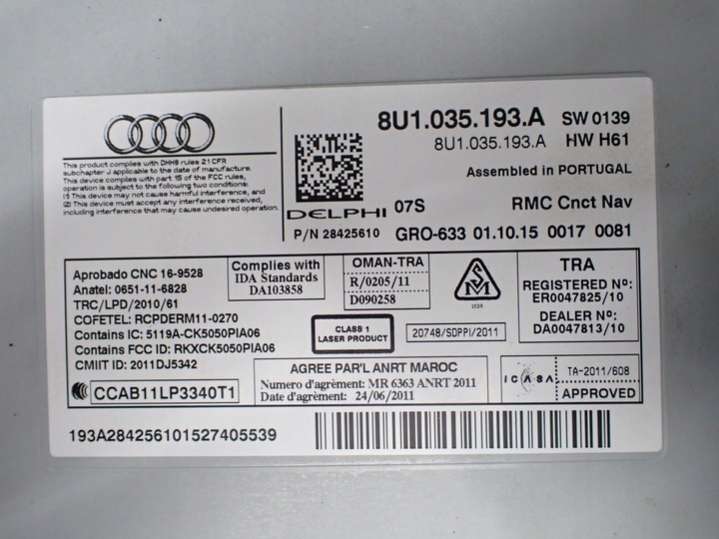 8U1.035.193.A SW 0139
8U1.035.193.A HW H61
Assembled in PORTUGAL
This product complies with DHHS rules 21 CFR
subchapter J applicable to the date of manufacture.
This device complies with part 15 of the FCC rules,
operation is subject to the following two conditions:
(1) This device may not cause harmful interference, and
(2) This device must accept any interference received,
including interference that may cause undesired operation.
DELPHI 07S RMC Cnct Nav
P/N 28425610 GRO-633 01.10.15 0017 0081
Aprobado CNC 16-9528
Anatel: 0651-11-6828
TRC/LPD/2010/61
COFETEL: RCPDERM11-0270
Contains IC: 5119A-CK5050PIA06
Contains FCC ID: RKXCK5050PIA06
CMIIT ID: 2011DJ5342
CCAB11LP3340T1
Complies with
IDA Standards
DA103858
OMAN-TRA
R/0205/11
D090258
CLASS 1
LASER PRODUCT
20748/SDPPI/2011
TRA
REGISTERED No:
ER0047825/10
DEALER No:
DA0047813/10
AGREE PAR'L ANRT MAROC
Numero d'agrément: MR 6363 ANRT 2011
Date d'agrément: 24/06/2011
ICASA TA-2011/608
APPROVED
193A284256101527405539